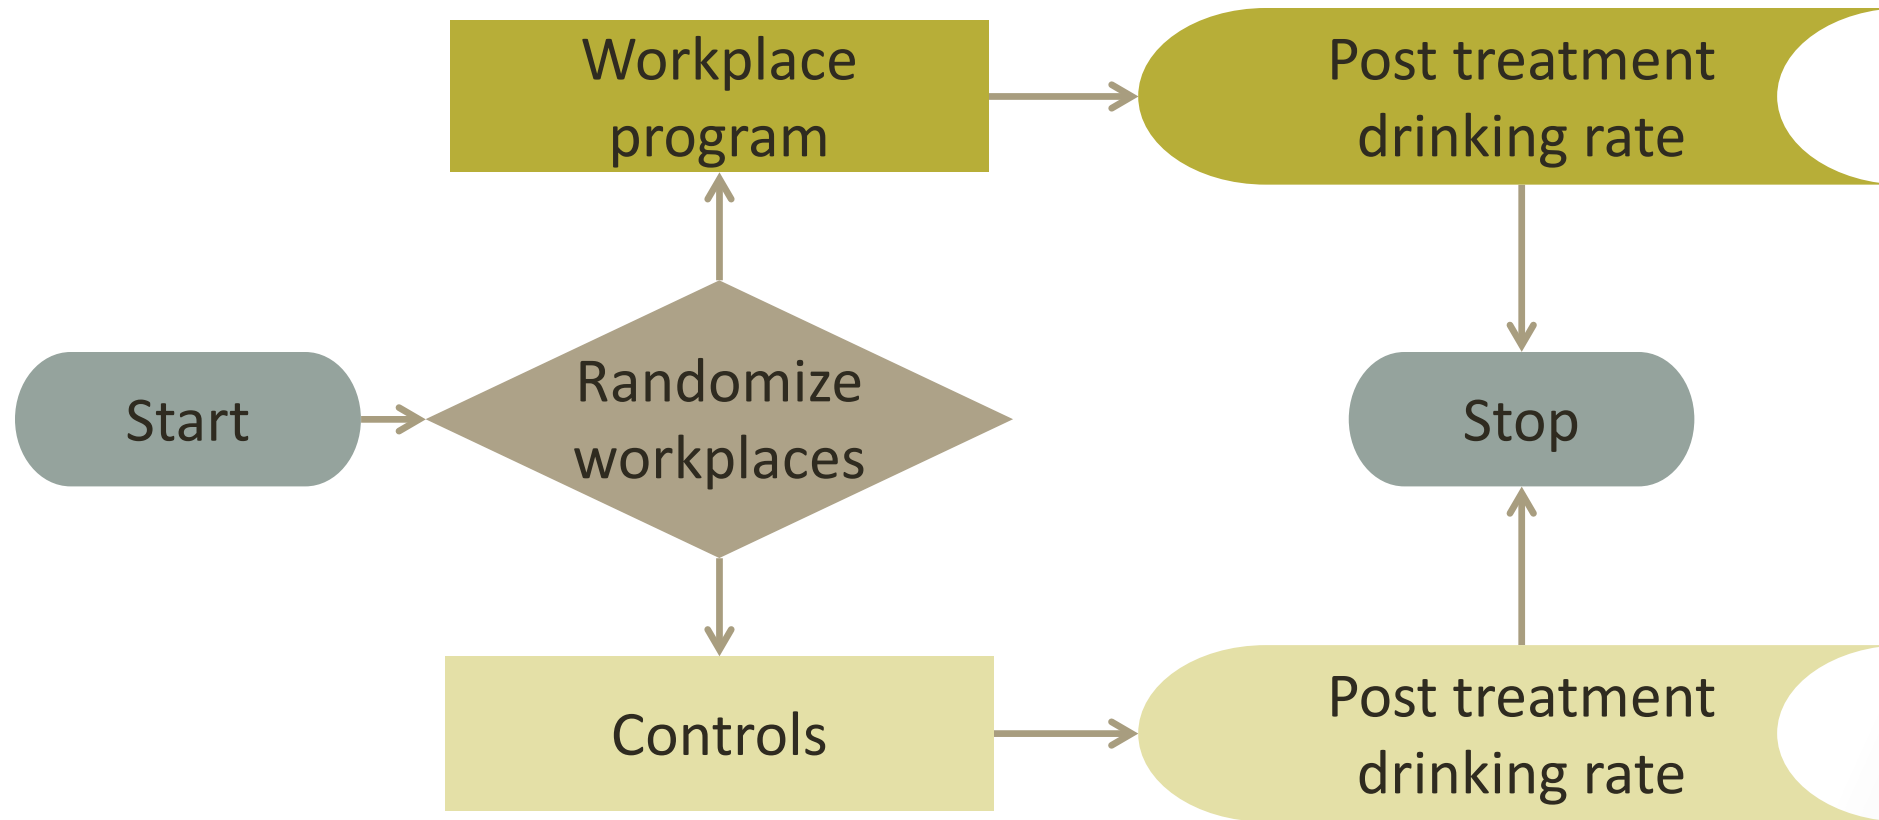 Workplace
program
Post treatment
drinking rate
Start
Randomize
workplaces
Stop
Controls
Post treatment
drinking rate